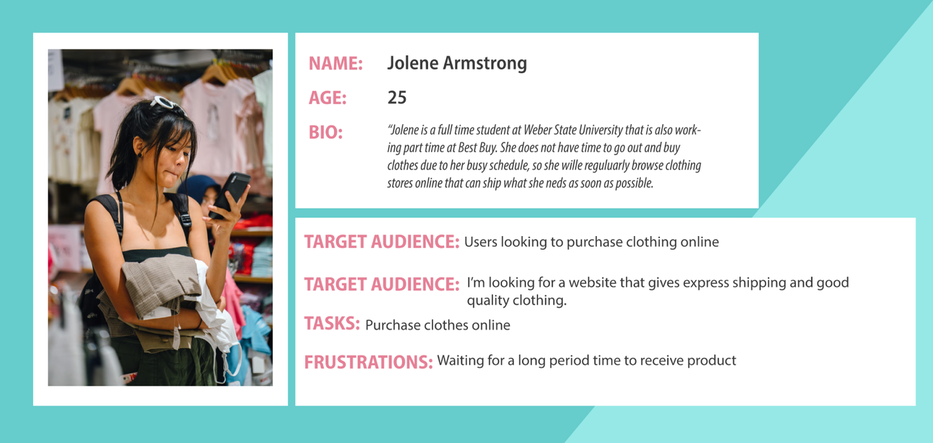 NAME: Jolene Armstrong
AGE: 25
BIO: “Jolene is a full time student at Weber State University that is also work-
ing part time at Best Buy. She does not have time to go out and buy
clothes due to her busy schedule, so she wille reguluarly browse clothing
stores online that can ship what she neds as soon as possible.
TARGET AUDIENCE: Users looking to purchase clothing online
TARGET AUDIENCE: I’m looking for a website that gives express shipping and good
quality clothing.
TASKS: Purchase clothes online
FRUSTRATIONS: Waiting for a long period time to receive product